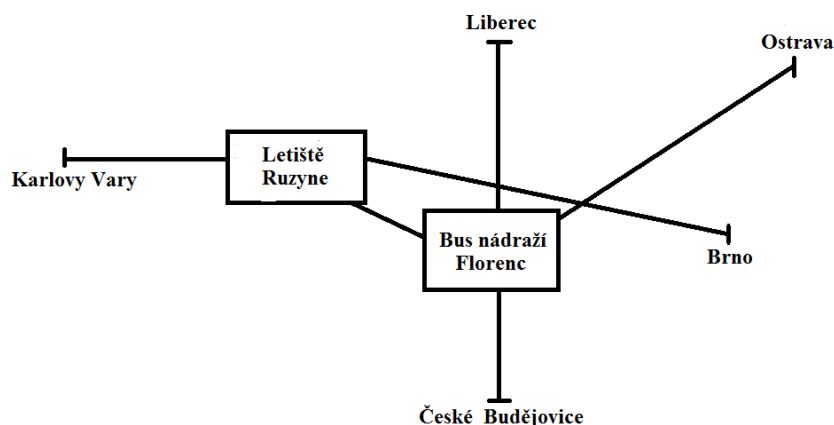 Liberec
Ostrava
Letiště
Ruzyne
Karlovy Vary
Bus nádraží
Florenc
Brno
České Budějovice